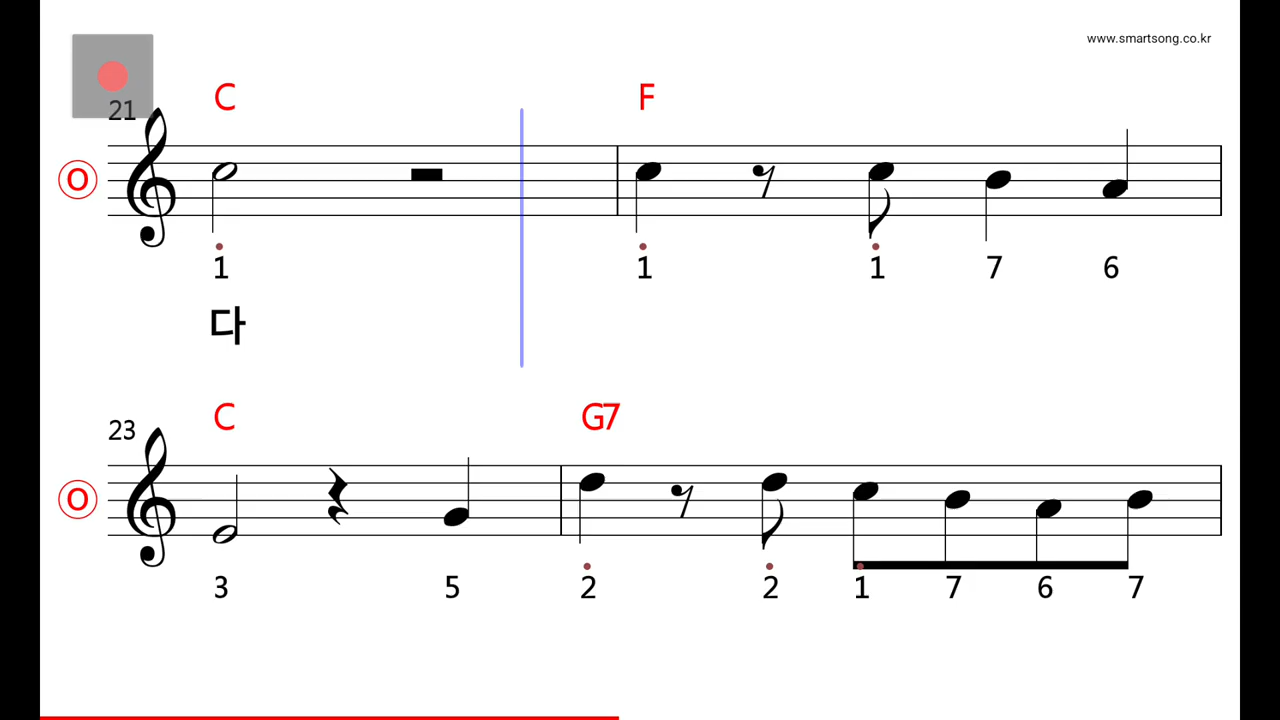 www.smartsong.co.kr
21 C F
O
1 1 1 7 6
다
23 C G7
O
3 5 2 2 1 7 6 7